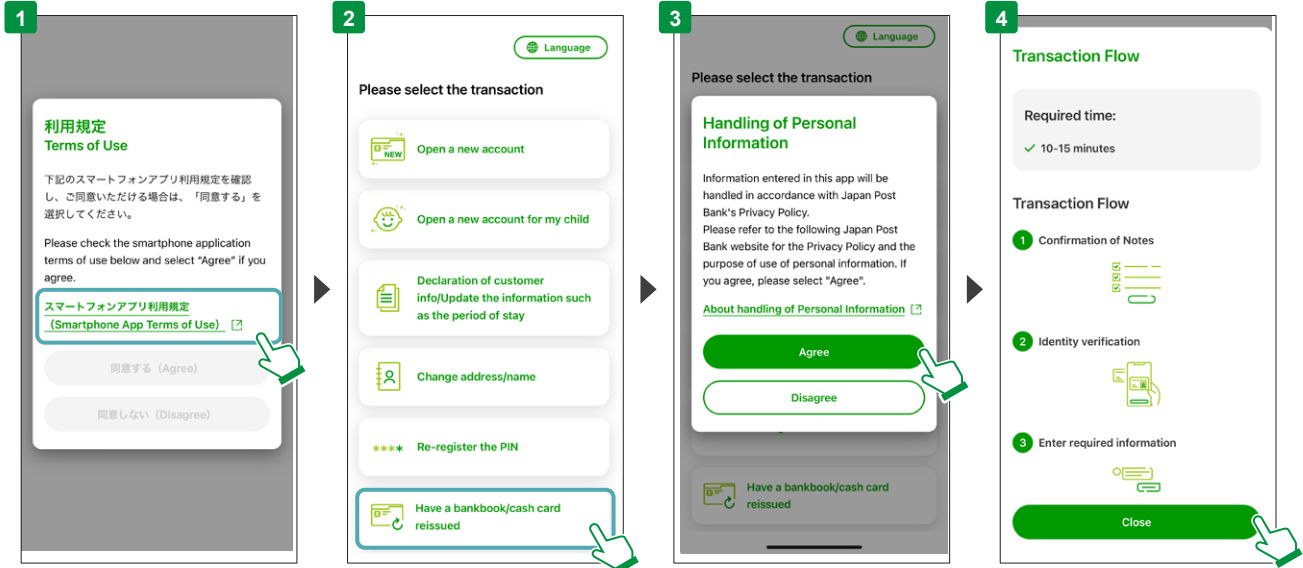 1
利用規定
Terms of Use
下記のスマートフォンアプリ利用規定を確認
し、ご同意いただける場合は、「同意する」を
選択してください。
Please check the smartphone application
terms of use below and select "Agree" if you
agree.
スマートフォンアプリ利用規定
（Smartphone App Terms of Use）
同意する（Agree）
同意しない（Disagree）
2
Language
Please select the transaction
NEW
Open a new account
Open a new account for my child
Declaration of customer
info/Update the information such
as the period of stay
Change address/name
****
Re-register the PIN
Have a bankbook/cash card
reissued
3
Language
Please select the transaction
Handling of Personal
Information
Information entered in this app will be
handled in accordance with Japan Post
Bank's Privacy Policy.
Please refer to the following Japan Post
Bank website for the Privacy Policy and the
purpose of use of personal information. If
you agree, please select "Agree".
About handling of Personal Information
Agree
Disagree
Have a bankbook/cash card
reissued
4
Transaction Flow
Required time:
10-15 minutes
Transaction Flow
1 Confirmation of Notes
2 Identity verification
3 Enter required information
Close